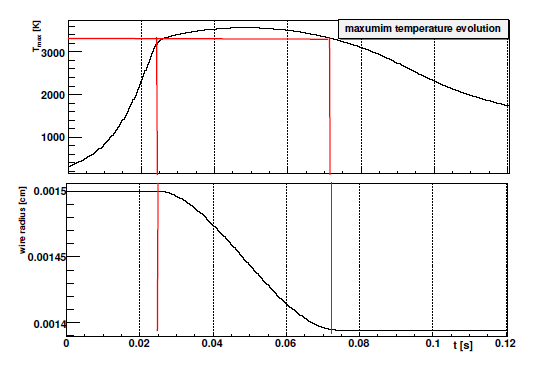 maxumim temperature evolution
T_max [K]
3000
2000
1000
wire radius [cm]
0.0015
0.00145
0.0014
0 0.02 0.04 0.06 0.08 0.1 0.12
t [s]